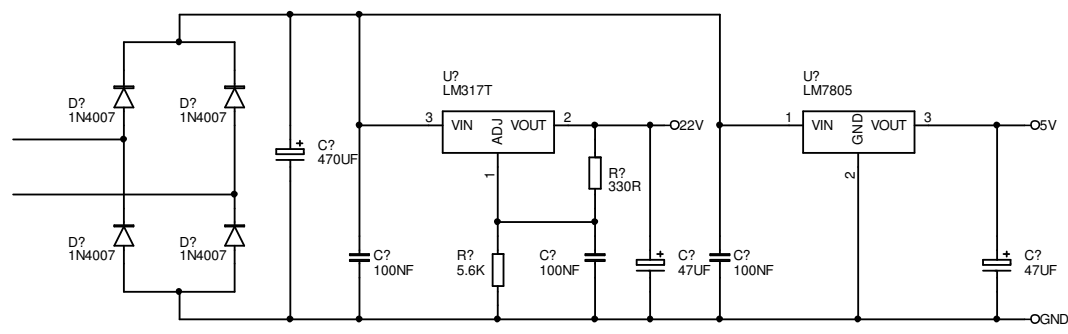 U?
LM317T
U?
LM7805
D?
1N4007
D?
1N4007
C?
470UF
+
3
VIN
ADJ
VOUT
2
22V
1
VIN
GND
VOUT
3
5V
1
R?
330R
2
+
D?
1N4007
D?
1N4007
C?
100NF
R?
5.6K
C?
100NF
+
C?
47UF
C?
100NF
+
C?
47UF
GND